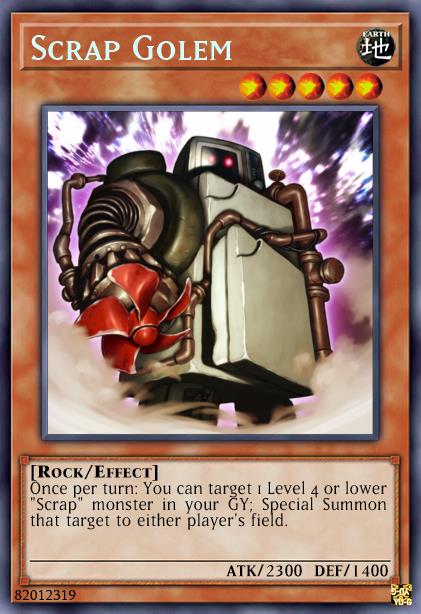 Scrap Golem
EARTH
地
[Rock/Effect]
Once per turn: You can target 1 Level 4 or lower
"Scrap" monster in your GY; Special Summon
that target to either player's field.
ATK/2300 DEF/1400
82012319